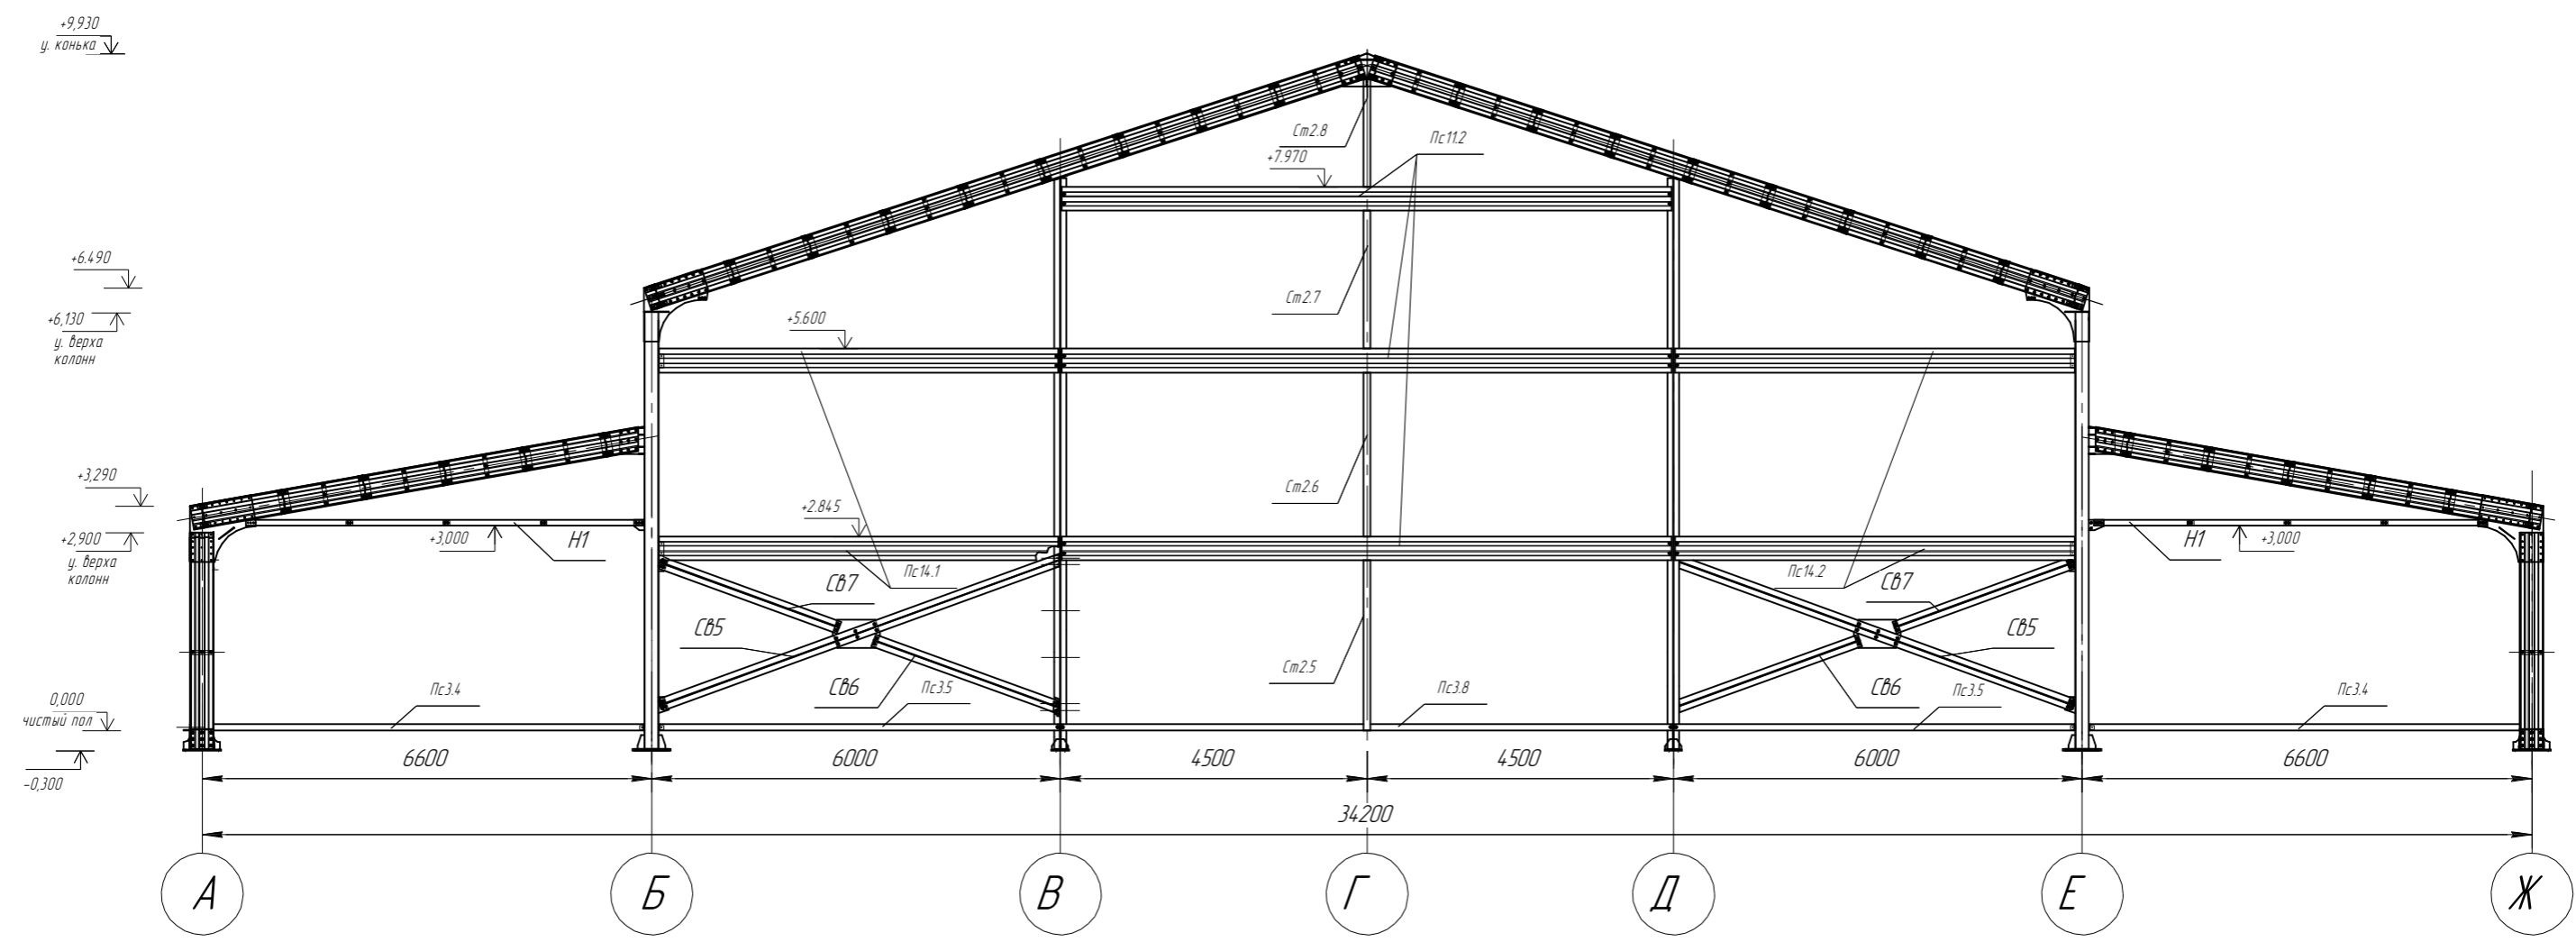 +9,930
у. конька
Ст2.8
Пс11.2
+7.970
+6.490
Ст2.7
+6,130
у. верха
колонн
+5.600
+3,290
Ст2.6
+2.845
+2,900
у. верха
колонн
+3,000
Н1
Н1
+3,000
Пс14.1
Пс14.2
Св7
Св7
Св5
Св5
Ст2.5
Св6
Св6
Пс3.4
Пс3.5
Пс3.8
Пс3.5
Пс3.4
0,000
чистый пол
-0,300
6600
6000
4500
4500
6000
6600
34200
А
Б
В
Г
Д
Е
Ж